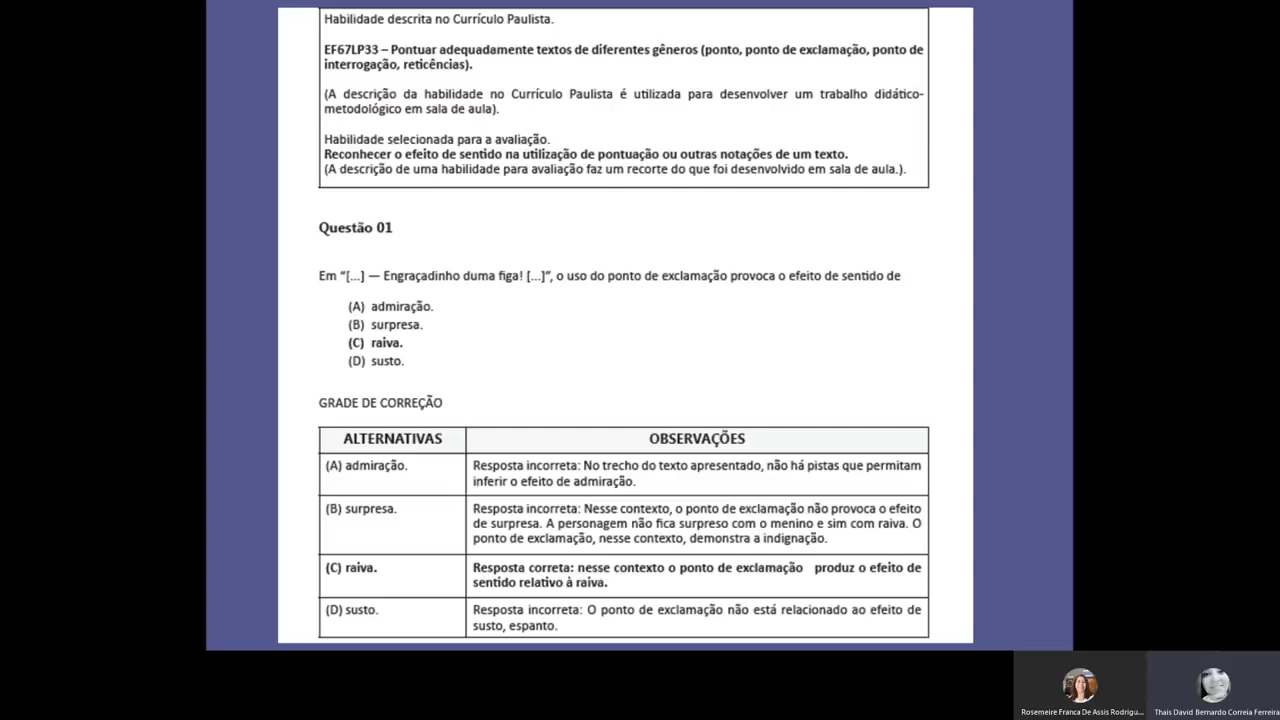 Habilidade descrita no Currículo Paulista.
EF67LP33 – Pontuar adequadamente textos de diferentes gêneros (ponto, ponto de exclamação, ponto de
interrogação, reticências).
(A descrição da habilidade no Currículo Paulista é utilizada para desenvolver um trabalho didático-
metodológico em sala de aula).
Habilidade selecionada para a avaliação.
Reconhecer o efeito de sentido na utilização de pontuação ou outras notações de um texto.
(A descrição de uma habilidade para avaliação faz um recorte do que foi desenvolvido em sala de aula.).
Questão 01
Em “[...] — Engraçadinho duma figa! [...]”, o uso do ponto de exclamação provoca o efeito de sentido de
(A) admiração.
(B) surpresa.
(C) raiva.
(D) susto.
GRADE DE CORREÇÃO
ALTERNATIVAS OBSERVAÇÕES
(A) admiração. Resposta incorreta: No trecho do texto apresentado, não há pistas que permitam
inferir o efeito de admiração.
(B) surpresa. Resposta incorreta: Nesse contexto, o ponto de exclamação não provoca o efeito
de surpresa. A personagem não fica surpreso com o menino e sim com raiva. O
ponto de exclamação, nesse contexto, demonstra a indignação.
(C) raiva. Resposta correta: nesse contexto o ponto de exclamação produz o efeito de
sentido relativo à raiva.
(D) susto. Resposta incorreta: O ponto de exclamação não está relacionado ao efeito de
susto, espanto.
Rosemeire Franca De Assis Rodrigu... Thais David Bernardo Correia Ferreira